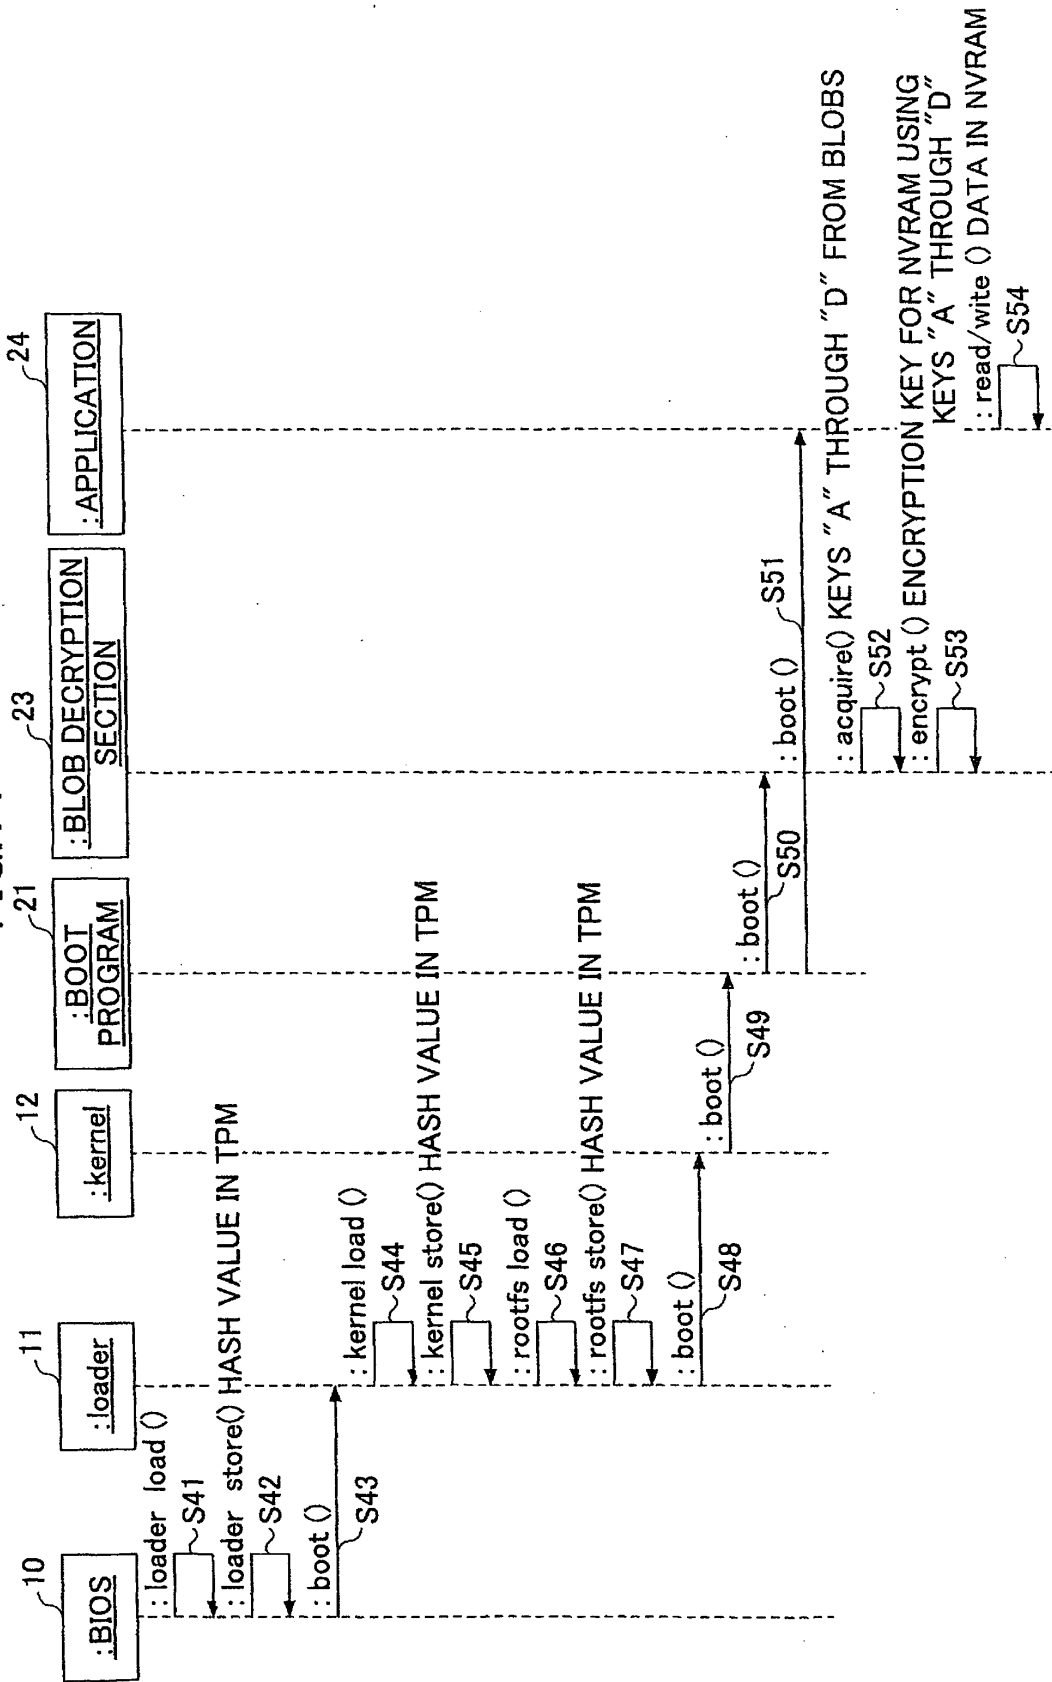 10
:BIOS
11
:loader
12
:kernel
21
:BOOT
PROGRAM
23
:BLOB DECRYPTION
SECTION
24
:APPLICATION
: loader load ()
S41
: loader store() HASH VALUE IN TPM
S42
: boot ()
S43
: kernel load ()
S44
: kernel store() HASH VALUE IN TPM
S45
: rootfs load ()
S46
: rootfs store() HASH VALUE IN TPM
S47
: boot ()
S48
: boot ()
S49
: boot ()
S50
: boot ()
S51
: acquire() KEYS "A" THROUGH "D" FROM BLOBS
S52
: encrypt () ENCRYPTION KEY FOR NVRAM USING
KEYS "A" THROUGH "D"
S53
: read/wite () DATA IN NVRAM
S54